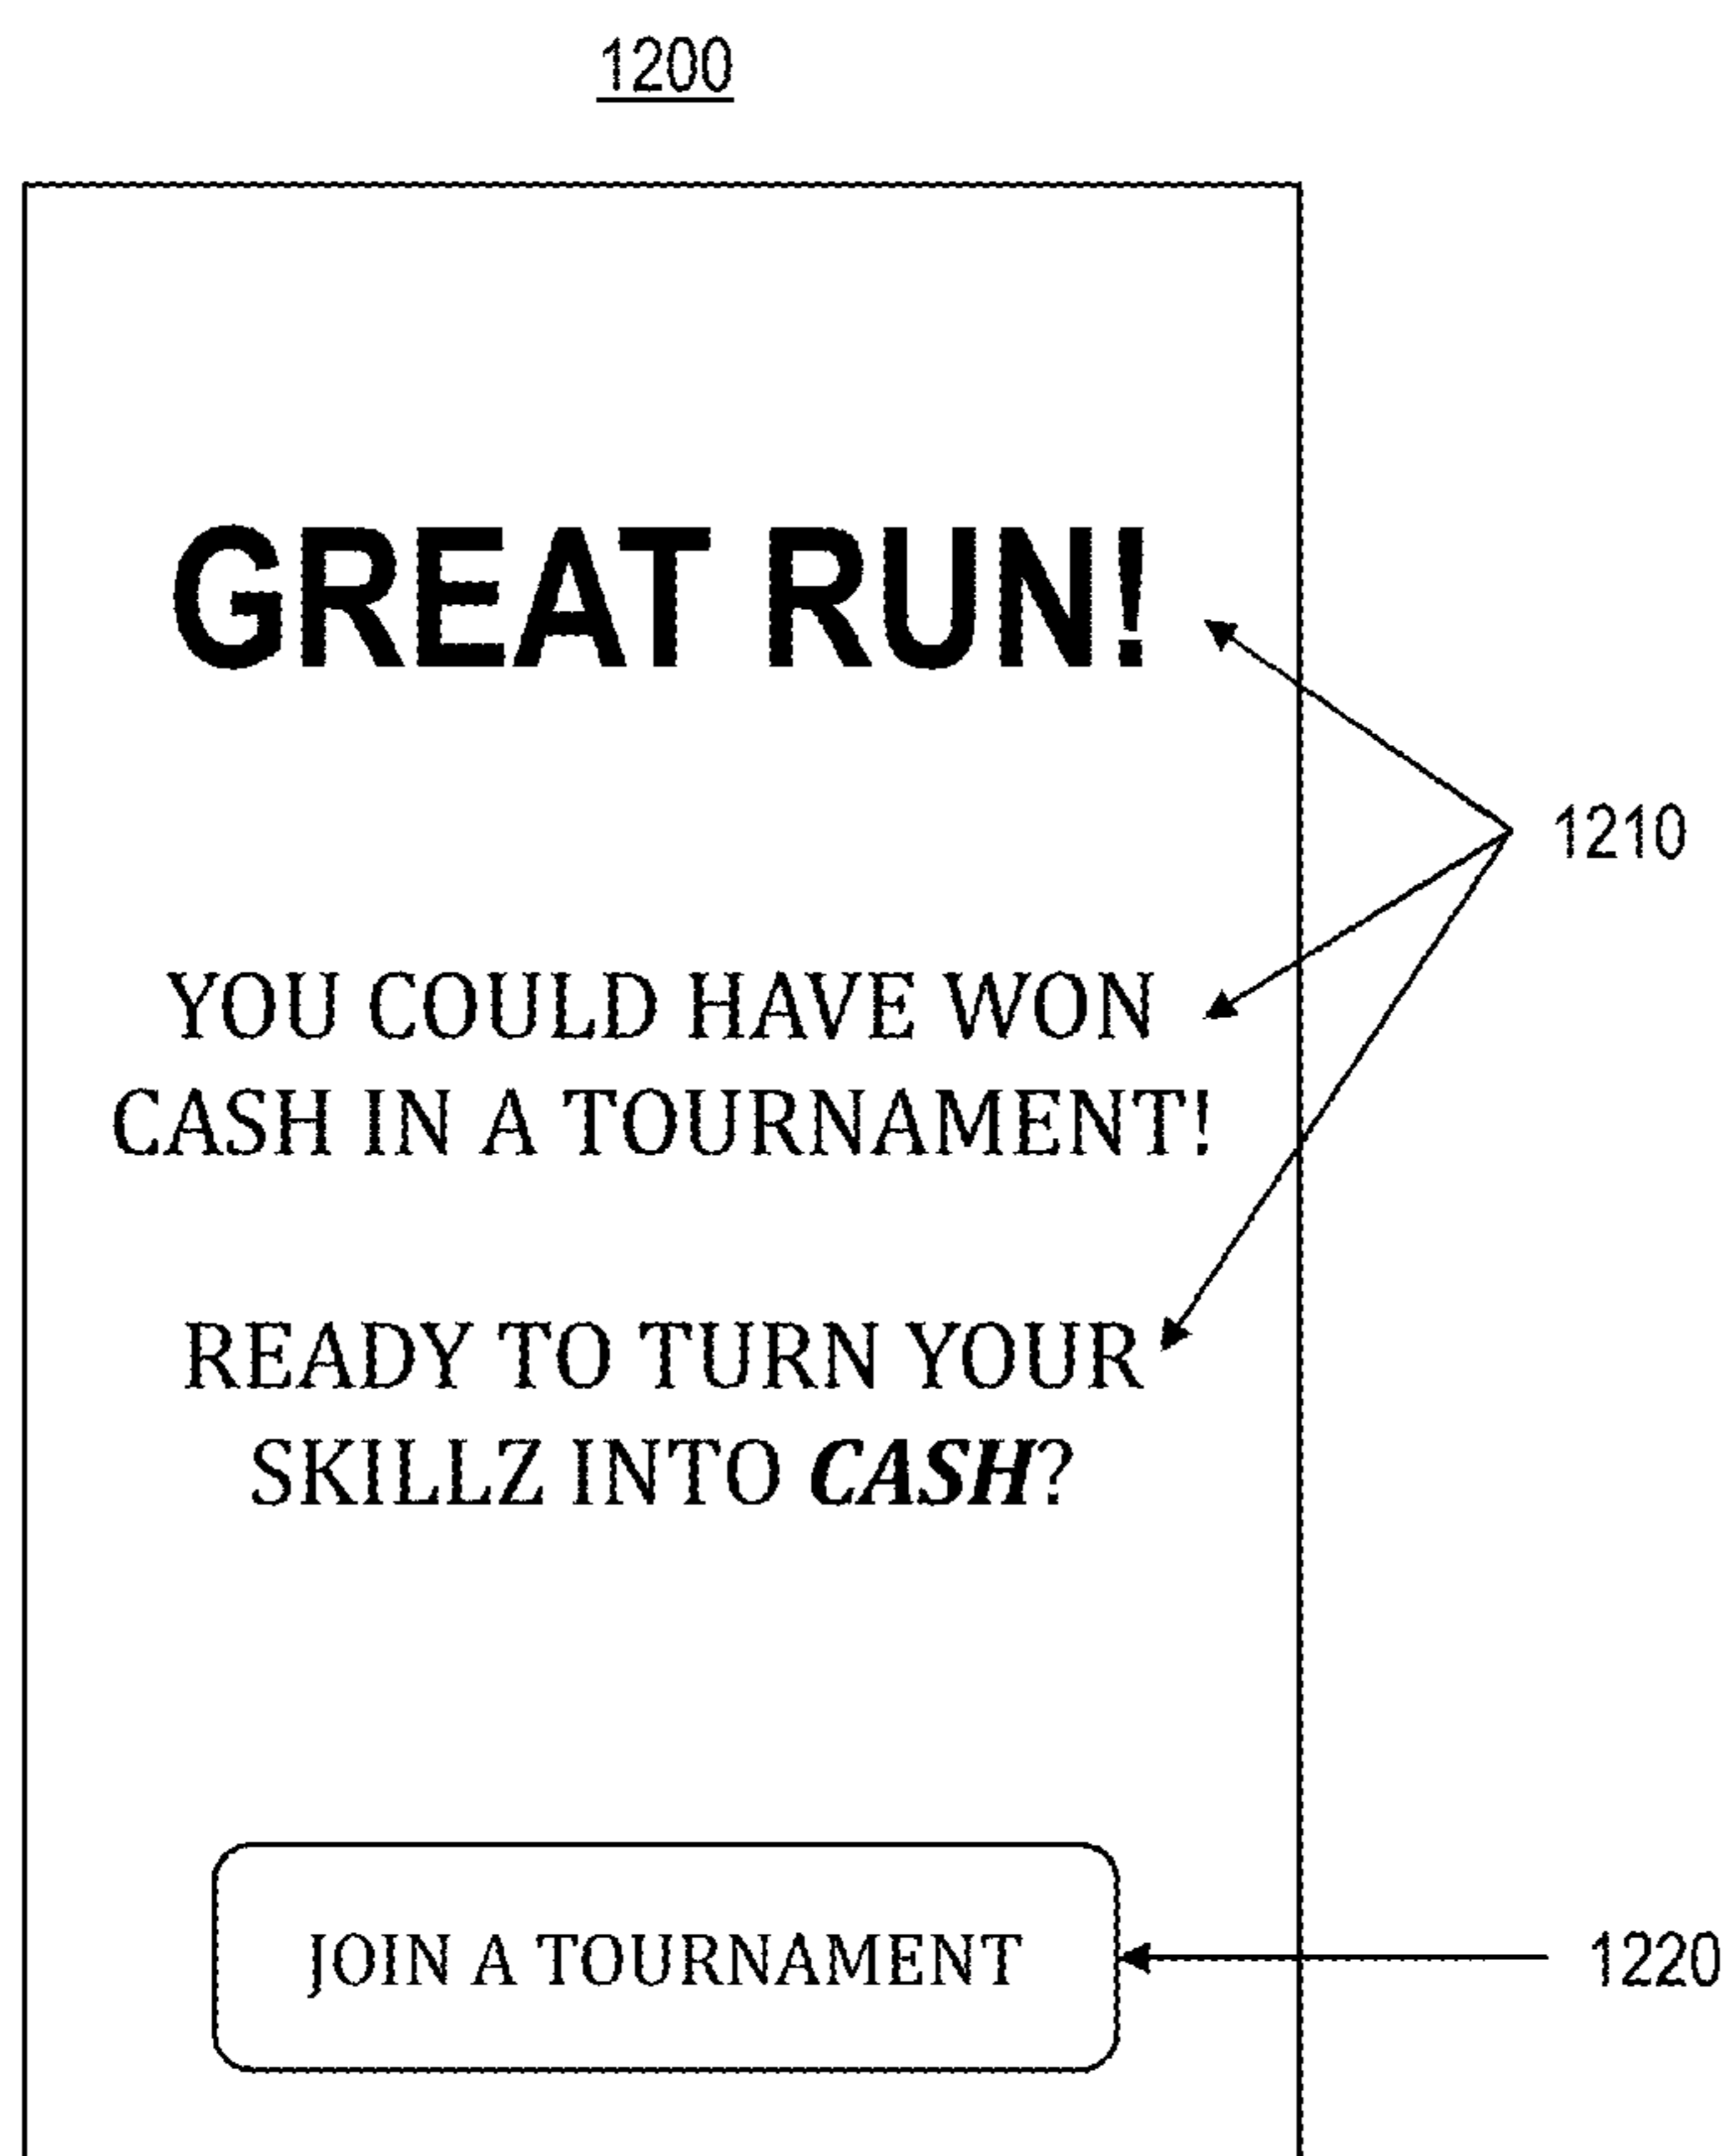 1200
GREAT RUN!
1210
YOU COULD HAVE WON
CASH IN A TOURNAMENT!
READY TO TURN YOUR
SKILLZ INTO CASH?
JOIN A TOURNAMENT
1220